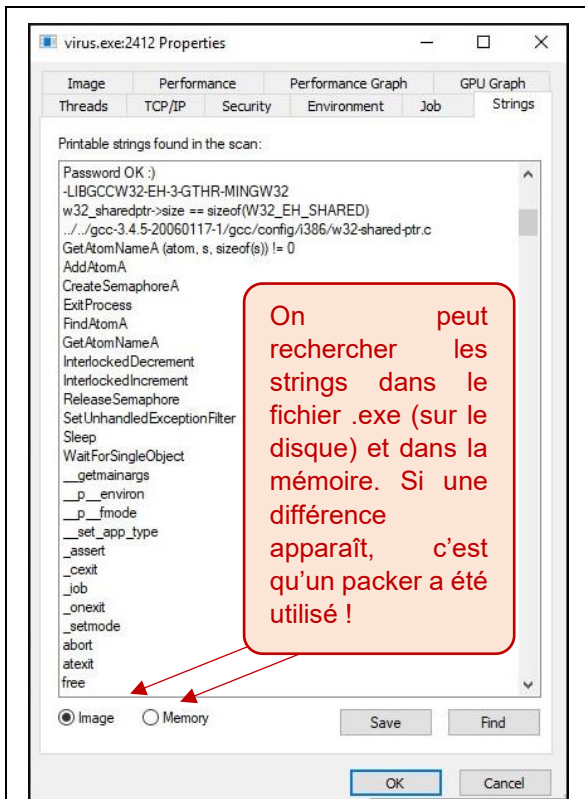 virus.exe:2412 Properties
Image Performance Performance Graph GPU Graph
Threads TCP/IP Security Environment Job Strings
Printable strings found in the scan:
Password OK :)
-LIBGCCW32-EH-3-GTHR-MINGW32
w32_sharedptr->size == sizeof(W32_EH_SHARED)
../../gcc-3.4.5-20060117-1/gcc/config/i386/w32-shared-ptr.c
GetAtomNameA (atom, s, sizeof(s)) != 0
AddAtomA
CreateSemaphoreA
ExitProcess
FindAtomA
GetAtomNameA
InterlockedDecrement
InterlockedIncrement
ReleaseSemaphore
SetUnhandledExceptionFilter
Sleep
WaitForSingleObject
__getmainargs
__p__environ
__p__fmode
__set_app_type
_assert
_cexit
_iob
_onexit
_setmode
abort
atexit
free
On peut
rechercher les
strings dans le
fichier .exe (sur le
disque) et dans la
mémoire. Si une
différence
apparaît, c’est
qu’un packer a été
utilisé !
Image Memory Save Find
OK Cancel